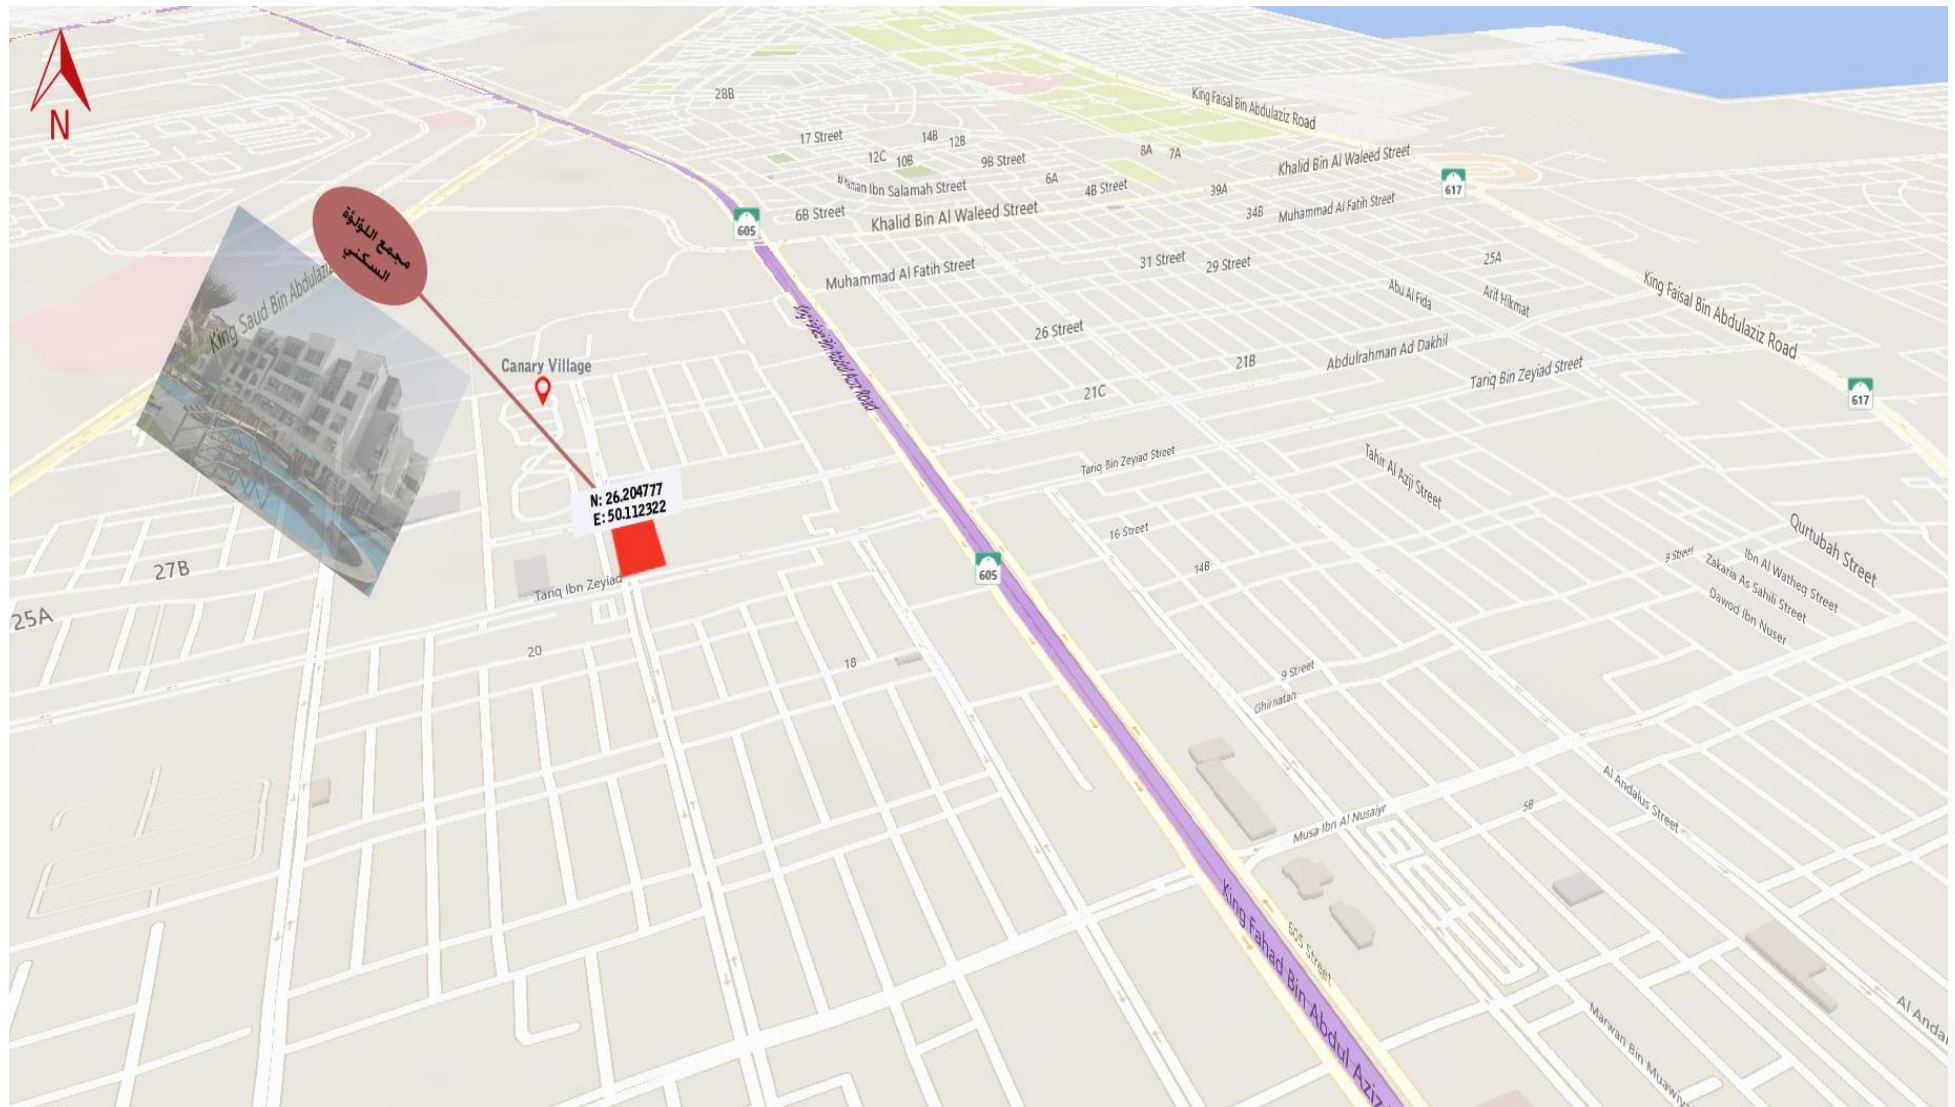 N
28B
King Faisal Bin Abdulaziz Road
17 Street
14B
12B
12C
10B
9B Street
8A
7A
Khalid Bin Al Waleed Street
617
Ibn Salamah Street
6A
4B Street
39A
34B
Muhammad Al Fatih Street
6B Street
Khalid Bin Al Waleed Street
605
مجمع اللؤلؤة
السكني
King Saud Bin Abdulaziz
Muhammad Al Fatih Street
31 Street
29 Street
25A
Abu Al Fida
Arif Hikmat
King Faisal Bin Abdulaziz Road
26 Street
Canary Village
21B
Abdulrahman Ad Dakhil
Tariq Bin Zeyiad Street
21C
617
Tariq Bin Zeyiad Street
Tahir Al Aziji Street
N: 26.204777
E: 50.112322
16 Street
Qurtubah Street
9 Street
Ibn Al Watheq Street
Zakaria As Sahili Street
Dawod Ibn Nuser
27B
605
14B
Tariq Ibn Zeyiad
25A
20
18
9 Street
Ghirnatah
Al Andalus Street
5B
Musa Ibn Al Nusaiyr
King Fahad Bin Abdul Aziz
605 Street
Al Anda
Marwan Bin Muawiy